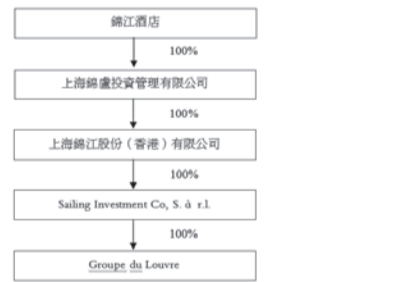 錦江酒店
100%
上海錦盧投資管理有限公司
100%
上海錦江股份（香港）有限公司
100%
Sailing Investment Co, S. à r.l.
100%
Groupe du Louvre